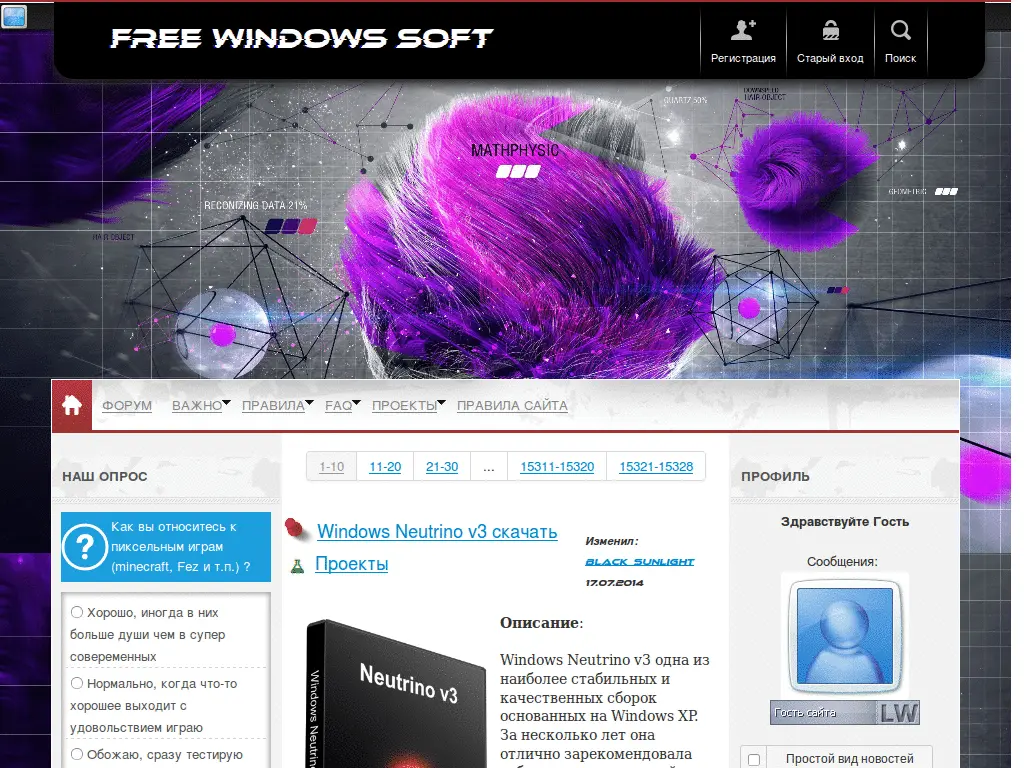 FREE WINDOWS SOFT
Регистрация
Старый вход
Поиск
DOWNSPEED
HAIR OBJECT
QUARTZ 50%
MATHPHYSIC
GEOMETRIC
RECONIZING DATA 21%
HAIR OBJECT
ФОРУМ
ВАЖНО
ПРАВИЛА
FAQ
ПРОЕКТЫ
ПРАВИЛА САЙТА
НАШ ОПРОС
Как вы относитесь к
пиксельным играм
(minecraft, Fez и т.п.) ?
Хорошо, иногда в них
больше души чем в супер
соверeменных
Нормально, когда что-то
хорошее выходит с
удовольствием играю
Обожаю, сразу тестирую
1-10
11-20
21-30
...
15311-15320
15321-15328
Windows Neutrino v3 скачать
Проекты
Изменил:
BLACK SUNLIGHT
17.07.2014
Neutrino v3
Windows Neutrino
Описание:
Windows Neutrino v3 одна из
наиболее стабильных и
качественных сборок
основанных на Windows XP.
За несколько лет она
отлично зарекомендовала
ПРОФИЛЬ
Здравствуйте Гость
Сообщения:
Гость сайта
LW
Простой вид новостей